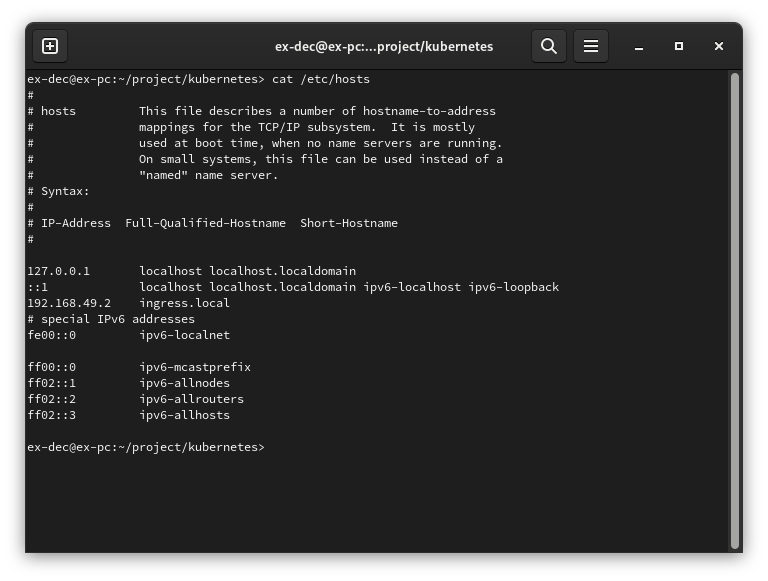 ex-dec@ex-pc:...project/kubernetes
ex-dec@ex-pc:~/project/kubernetes> cat /etc/hosts
#
# hosts         This file describes a number of hostname-to-address
#               mappings for the TCP/IP subsystem.  It is mostly
#               used at boot time, when no name servers are running.
#               On small systems, this file can be used instead of a
#               "named" name server.
# Syntax:
#
# IP-Address  Full-Qualified-Hostname  Short-Hostname
#

127.0.0.1       localhost localhost.localdomain
::1             localhost localhost.localdomain ipv6-localhost ipv6-loopback
192.168.49.2    ingress.local
# special IPv6 addresses
fe00::0         ipv6-localnet

ff00::0         ipv6-mcastprefix
ff02::1         ipv6-allnodes
ff02::2         ipv6-allrouters
ff02::3         ipv6-allhosts

ex-dec@ex-pc:~/project/kubernetes>